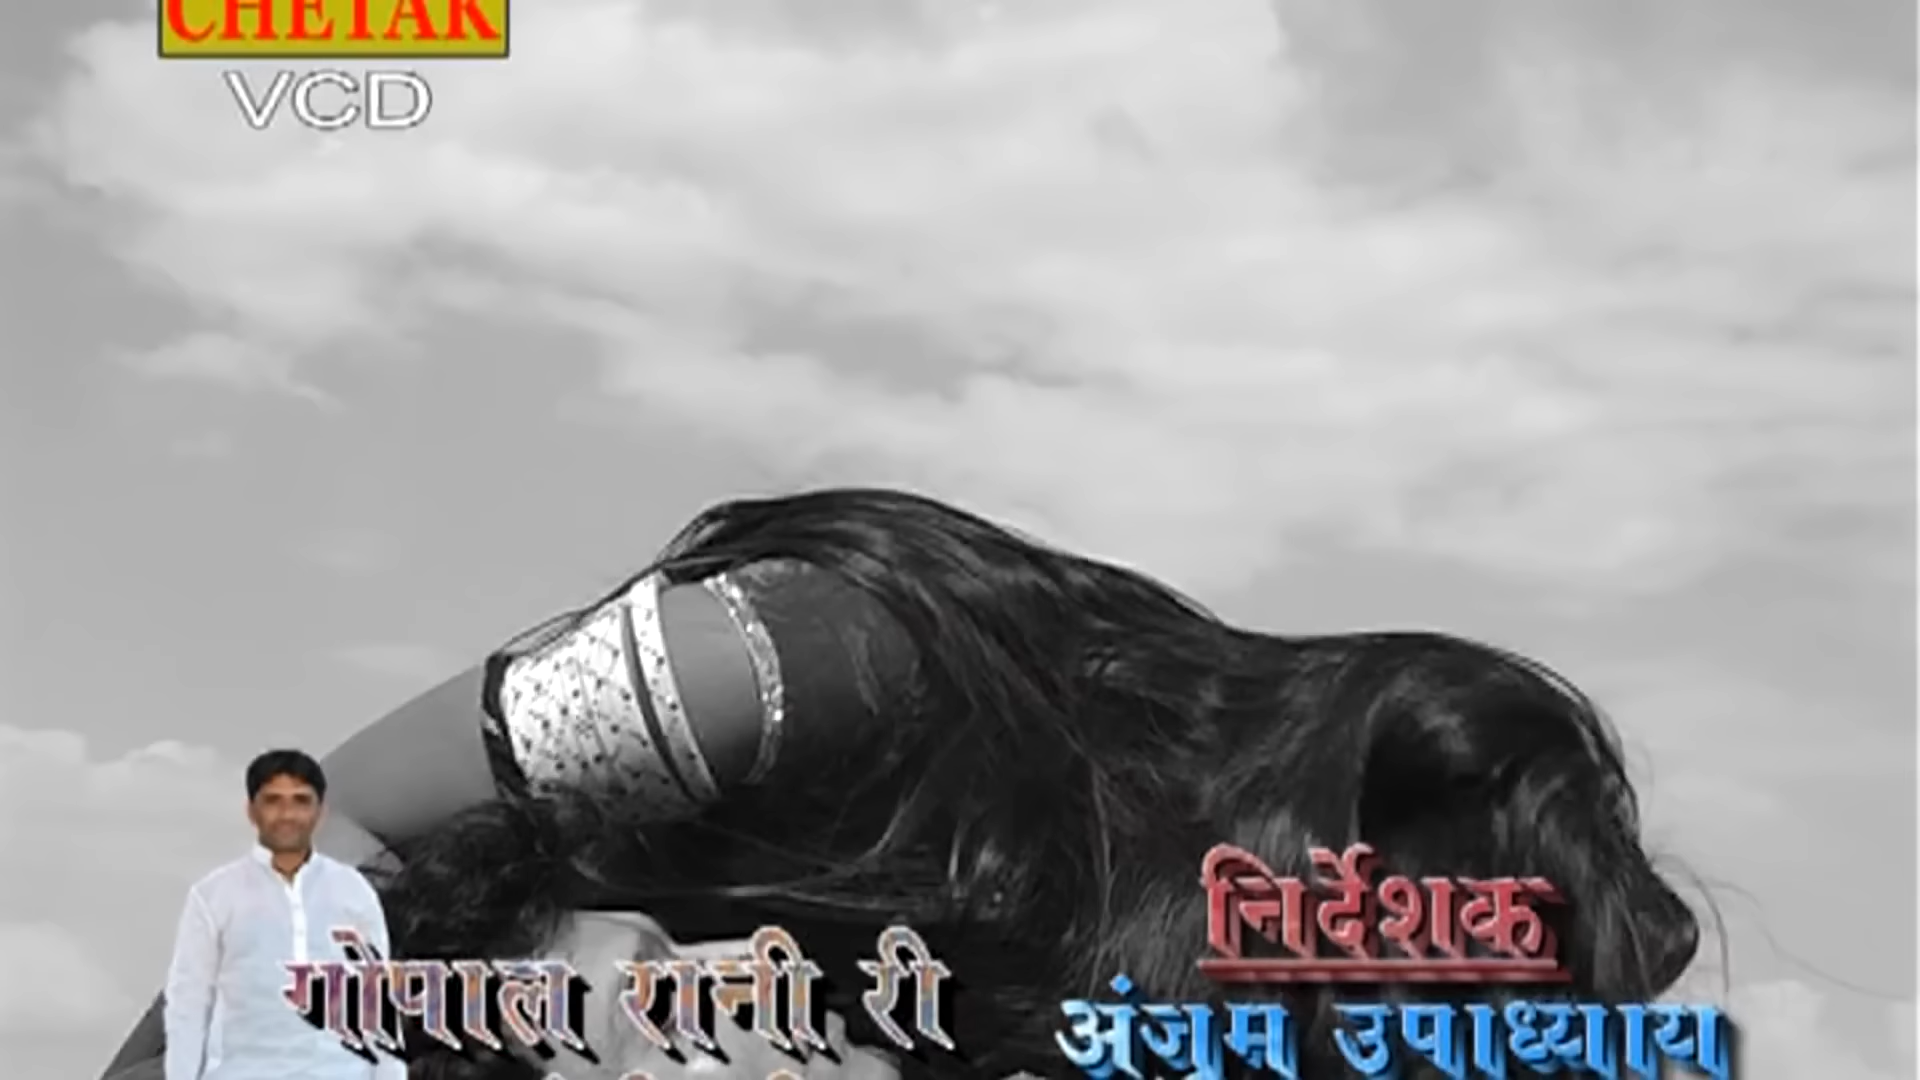 CHETAK
VCD
निर्देशक
गोपाल रानी री
अंजुम उपाध्याय